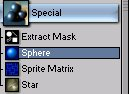 Special
Extract Mask
Sphere
Sprite Matrix
Star